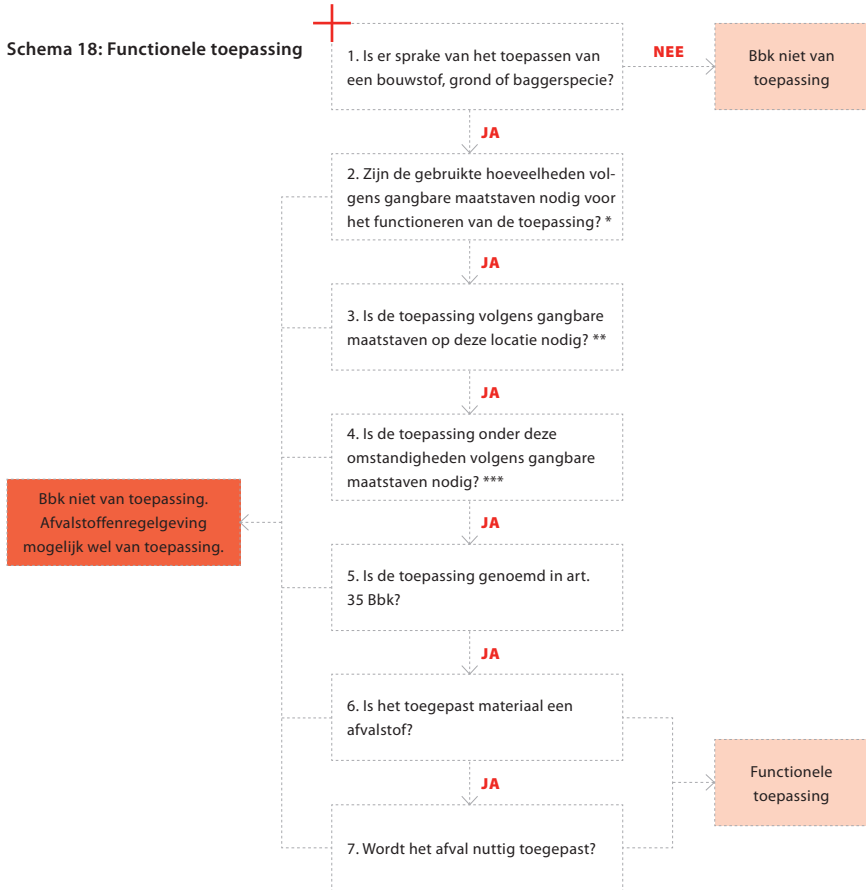 Schema 18: Functionele toepassing
1. Is er sprake van het toepassen van
een bouwstof, grond of baggerspecie?
NEE
Bbk niet van
toepassing
JA
2. Zijn de gebruikte hoeveelheden vol-
gens gangbare maatstaven nodig voor
het functioneren van de toepassing? *
JA
3. Is de toepassing volgens gangbare
maatstaven op deze locatie nodig? **
JA
4. Is de toepassing onder deze
omstandigheden volgens gangbare
maatstaven nodig? ***
Bbk niet van toepassing.
Afvalstoffenregelgeving
mogelijk wel van toepassing.
JA
5. Is de toepassing genoemd in art.
35 Bbk?
JA
6. Is het toegepast materiaal een
afvalstof?
JA
Functionele
toepassing
7. Wordt het afval nuttig toegepast?